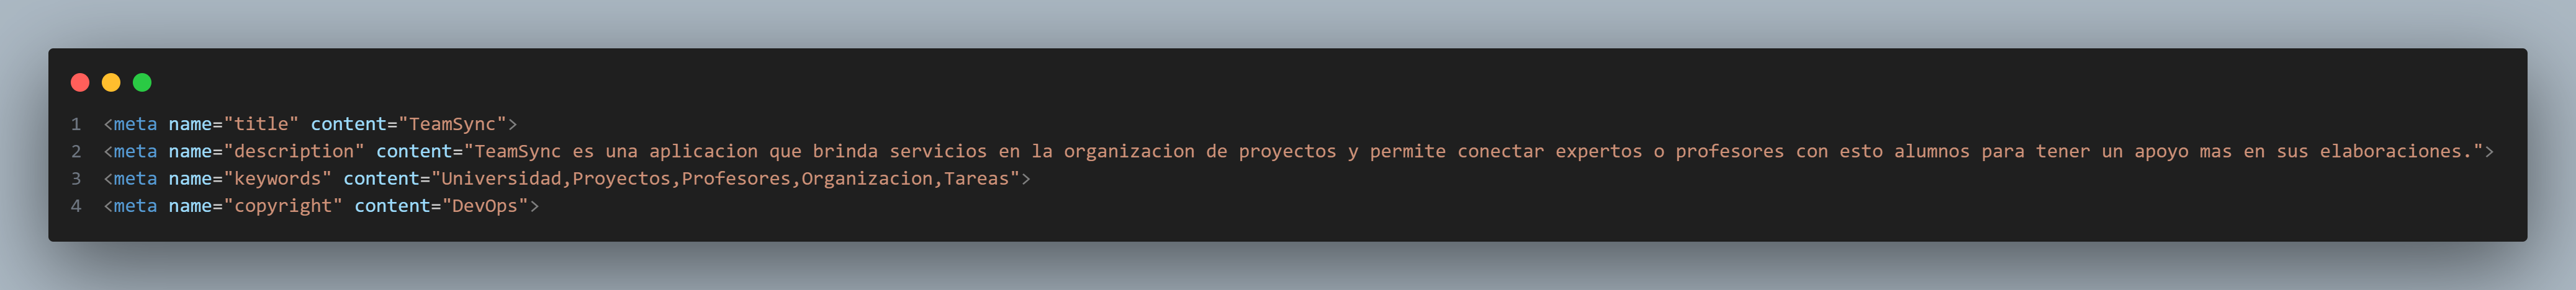 1 <meta name="title" content="TeamSync">
2 <meta name="description" content="TeamSync es una aplicacion que brinda servicios en la organizacion de proyectos y permite conectar expertos o profesores con esto alumnos para tener un apoyo mas en sus elaboraciones.">
3 <meta name="keywords" content="Universidad,Proyectos,Profesores,Organizacion,Tareas">
4 <meta name="copyright" content="DevOps">